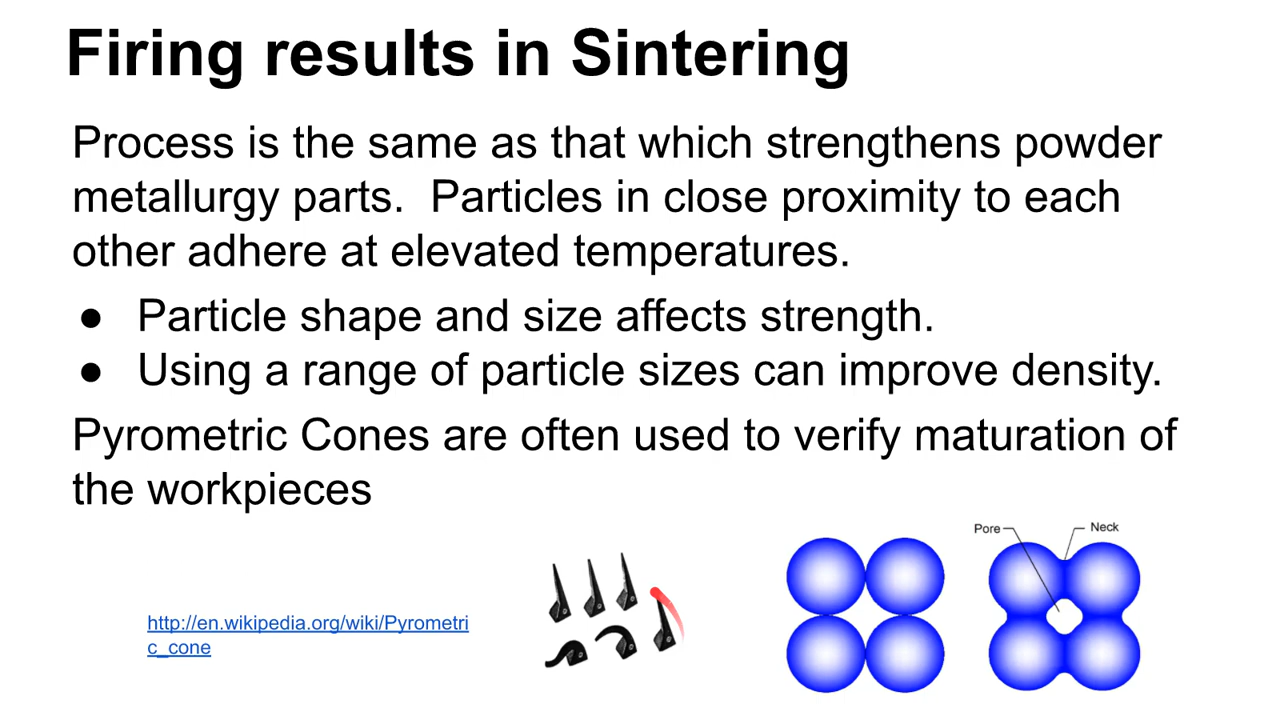 Firing results in Sintering
Process is the same as that which strengthens powder
metallurgy parts.  Particles in close proximity to each
other adhere at elevated temperatures.
● Particle shape and size affects strength.
● Using a range of particle sizes can improve density.
Pyrometric Cones are often used to verify maturation of
the workpieces
Pore
Neck
http://en.wikipedia.org/wiki/Pyrometri
c_cone